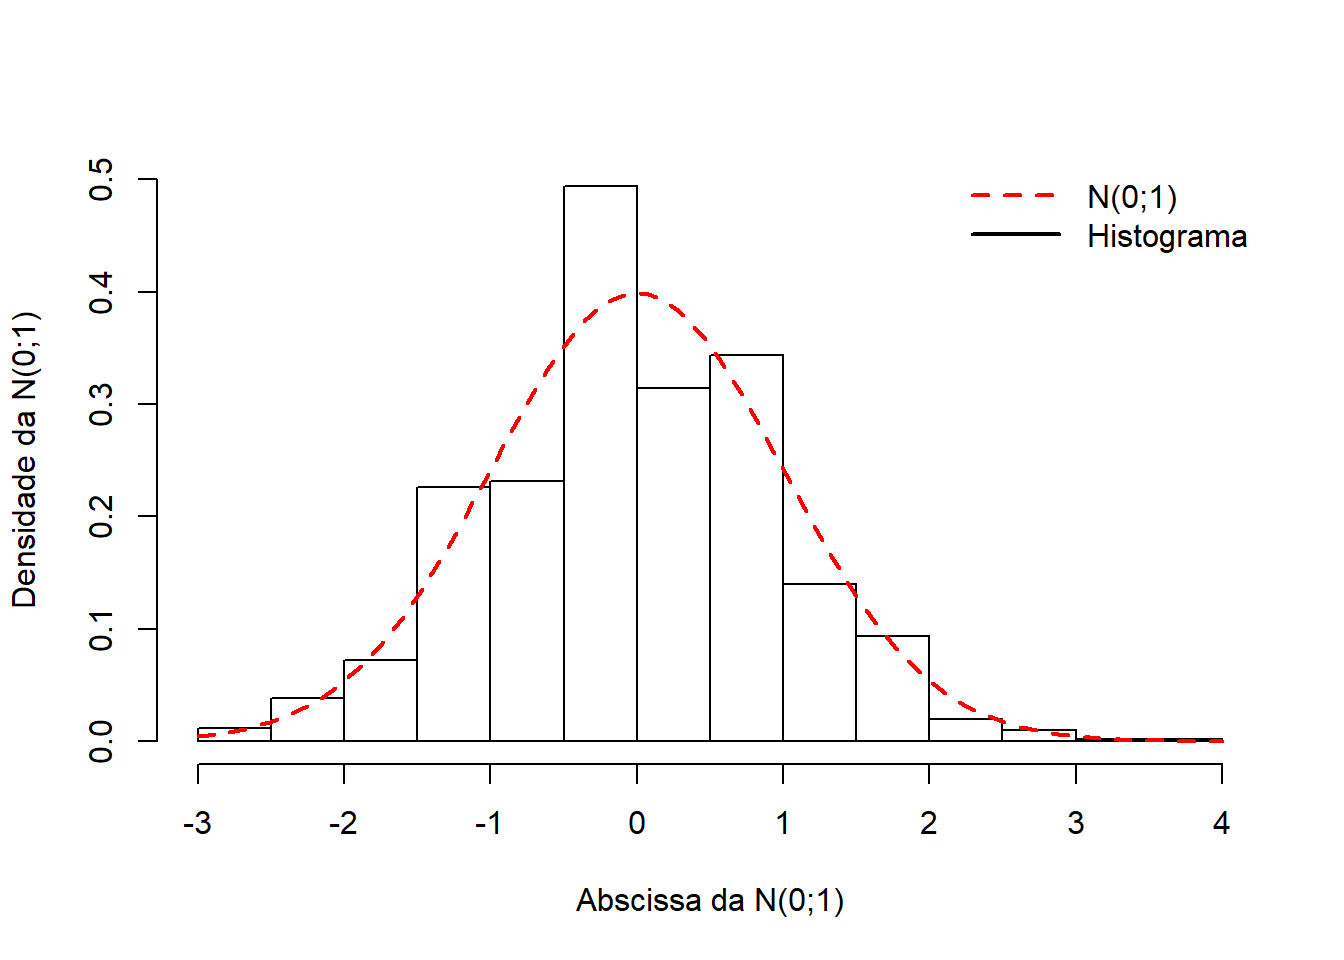 N(0;1)
Histograma
Densidade da N(0;1)
0.5
0.4
0.3
0.2
0.1
0.0
-3 -2 -1 0 1 2 3 4
Abscissa da N(0;1)